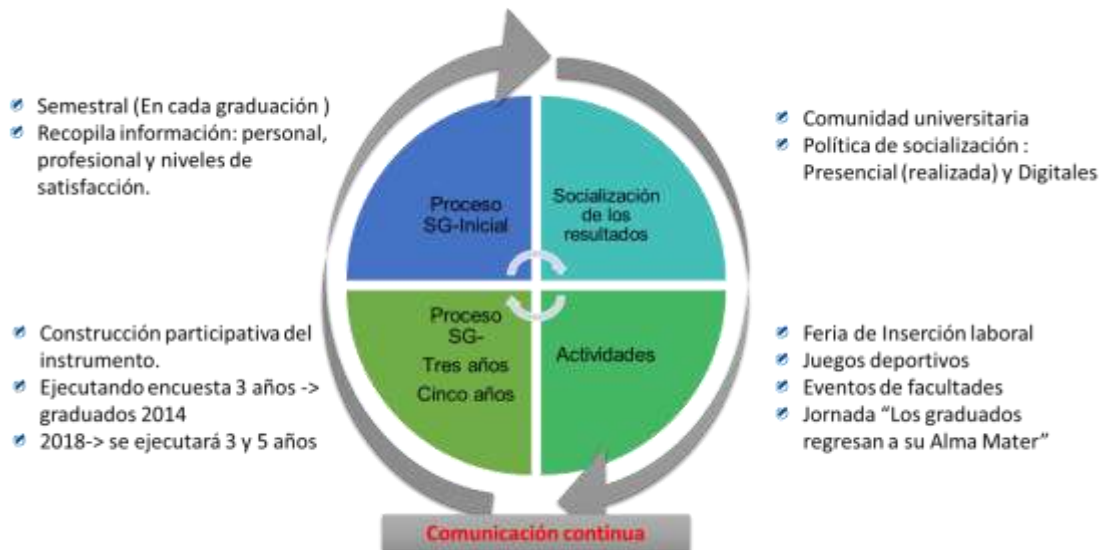 Semestral (En cada graduación )
Recopila información: personal,
profesional y niveles de
satisfacción.
Proceso
SG-Inicial
Socialización
de los
resultados
Comunidad universitaria
Política de socialización :
Presencial (realizada) y Digitales
Construcción participativa del
instrumento.
Ejecutando encuesta 3 años ->
graduados 2014
2018-> se ejecutará 3 y 5 años
Proceso
SG-
Tres años
Cinco años
Actividades
Feria de Inserción laboral
Juegos deportivos
Eventos de facultades
Jornada “Los graduados
regresan a su Alma Mater”
Comunicación continua